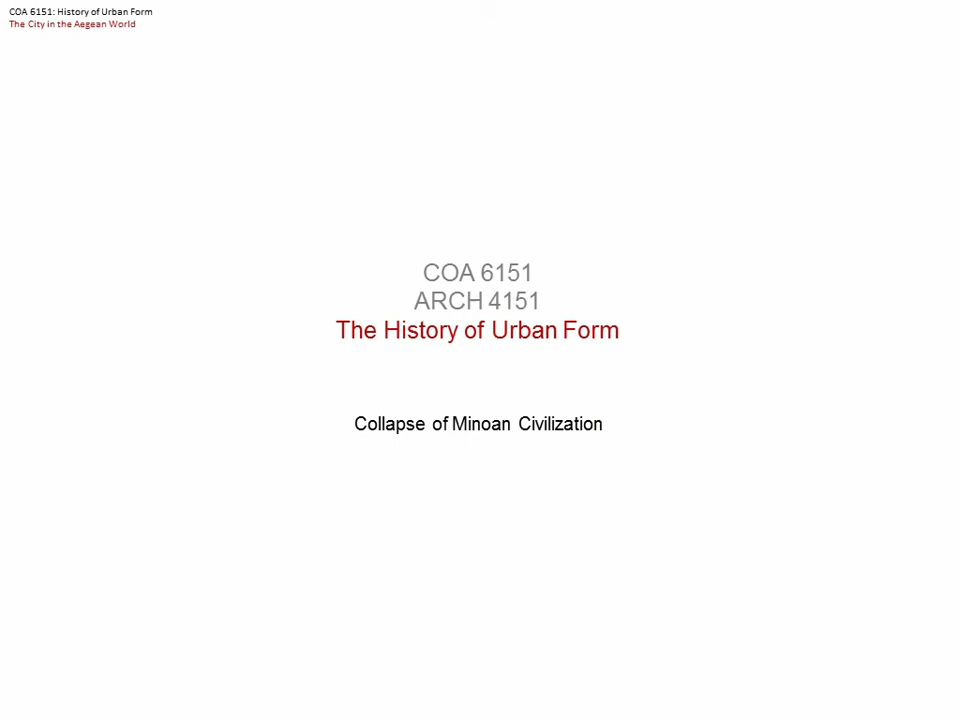 COA 6151: History of Urban Form
The City in the Aegean World
COA 6151
ARCH 4151
The History of Urban Form
Collapse of Minoan Civilization